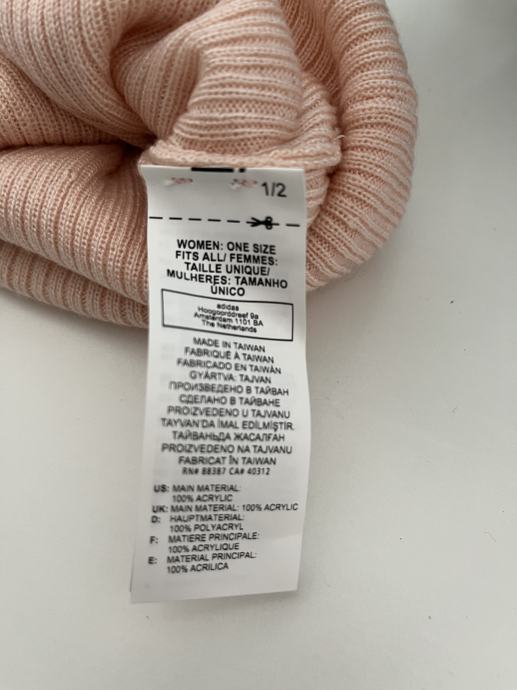 1/2
WOMEN: ONE SIZE
FITS ALL/ FEMMES:
TAILLE UNIQUE/
MULHERES: TAMANHO
ÚNICO
adidas
Hoogoorddreef 9a
Amsterdam 1101 BA
The Netherlands
MADE IN TAIWAN
FABRIQUÉ À TAIWAN
FABRICADO EN TAIWÁN
GYÁRTVA: TAJVAN
ПРОИЗВЕДЕНО В ТАЙВАН
СДЕЛАНО В ТАЙВАНЕ
PROIZVEDENO U TAJVANU
TAYVAN'DA İMAL EDİLMİŞTİR.
ТАЙВАНЬДА ЖАСАЛҒАН
PROIZVEDENO NA TAJVANU
FABRICAT ÎN TAIWAN
RN# 88387 CA# 40312
US: MAIN MATERIAL:
100% ACRYLIC
UK: MAIN MATERIAL: 100% ACRYLIC
D: HAUPTMATERIAL:
100% POLYACRYL
F: MATIERE PRINCIPALE:
100% ACRYLIQUE
E: MATERIAL PRINCIPAL:
100% ACRILICA